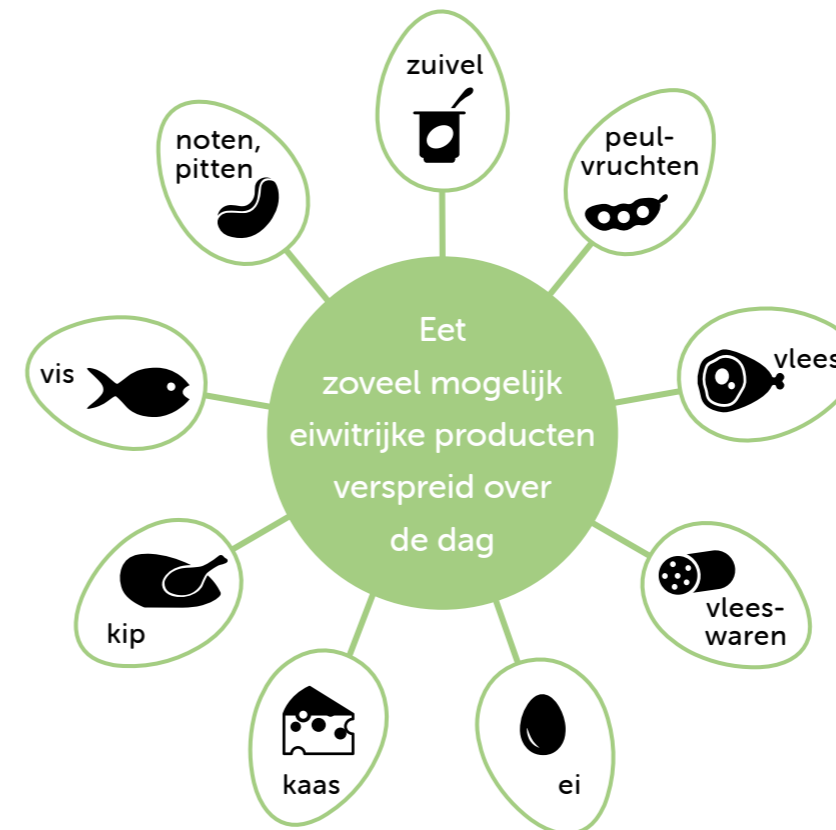 zuivel
peul-
vruchten
vlees
vlees-
waren
ei
kaas
kip
vis
noten,
pitten
Eet
zoveel mogelijk
eiwitrijke producten
verspreid over
de dag